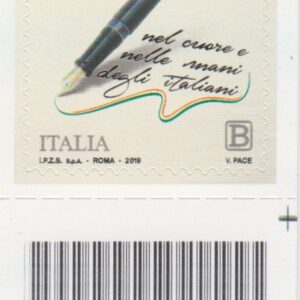 nel cuore e
nelle mani
degli italiani
ITALIA
B
I.P.Z.S. S.p.A. - ROMA - 2019
V. PACE